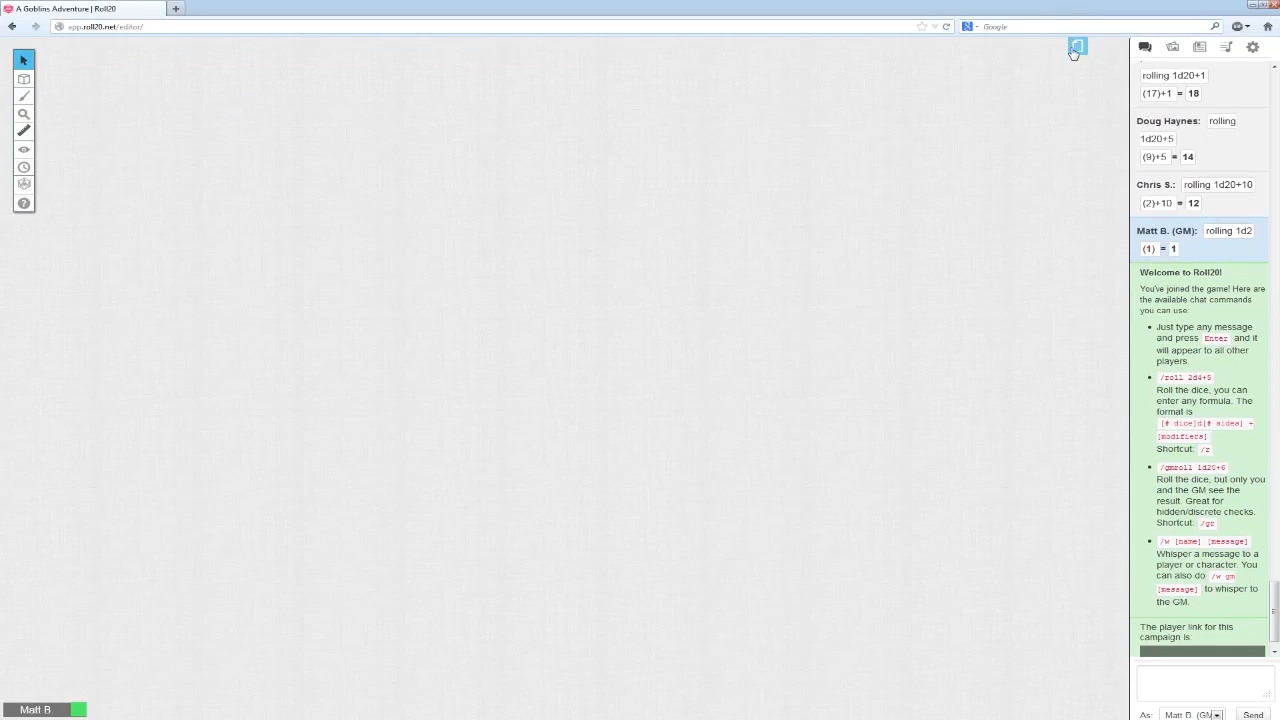 A Goblins Adventure | Roll20
app.roll20.net/editor/
Google
rolling 1d20+1
(17)+1 = 18
Doug Haynes: rolling
1d20+5
(9)+5 = 14
Chris S.: rolling 1d20+10
(2)+10 = 12
Matt B. (GM): rolling 1d2
(1) = 1
Welcome to Roll20!
You've joined the game! Here are
the available chat commands
you can use:
Just type any message
and press Enter and it
will appear to all other
players.
/roll 2d4+5
Roll the dice, you can
enter any formula. The
format is
[# dice]d[# sides] +
[modifiers]
Shortcut: /r
/gmroll 1d20+6
Roll the dice, but only you
and the GM see the
result. Great for
hidden/discrete checks.
Shortcut: /gr
/w [name] [message]
Whisper a message to a
player or character. You
can also do /w gm
[message] to whisper to
the GM.
The player link for this
campaign is:
As: Matt B. (GM
Send
Matt B.